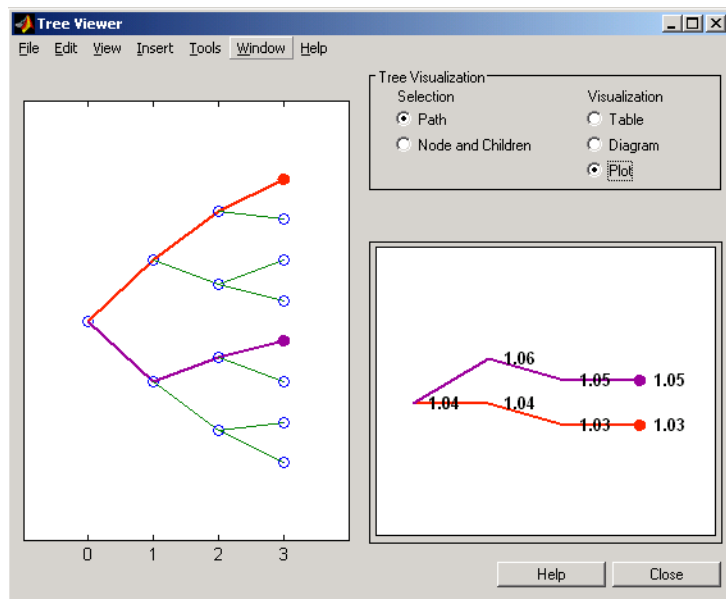 Tree Viewer
File Edit View Insert Tools Window Help
Tree Visualization
Selection
Visualization
Path
Table
Node and Children
Diagram
Plot
1.06
1.05
1.05
1.04
1.04
1.03
1.03
0 1 2 3
Help
Close